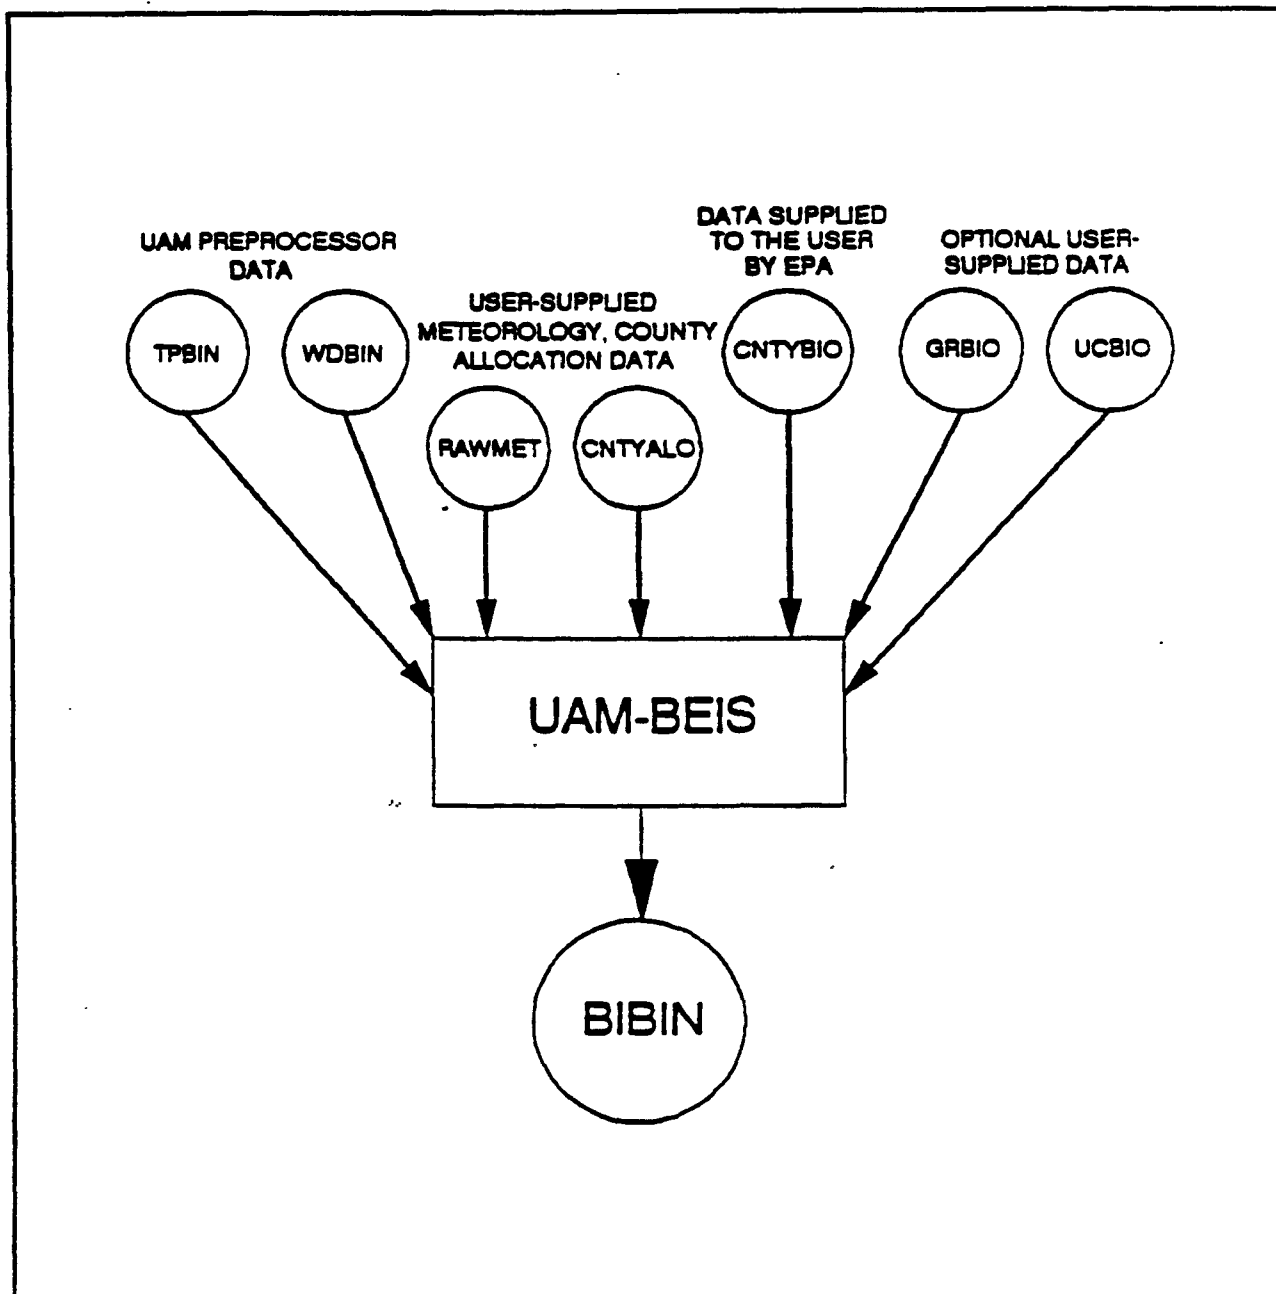 UAM PREPROCESSOR
DATA
TPBIN
WDBIN
USER-SUPPLIED
METEOROLOGY, COUNTY
ALLOCATION DATA
RAWMET
CNTYALO
DATA SUPPLIED
TO THE USER
BY EPA
CNTYBIO
OPTIONAL USER-
SUPPLIED DATA
GRBIO
UCBIO
UAM-BEIS
BIBIN